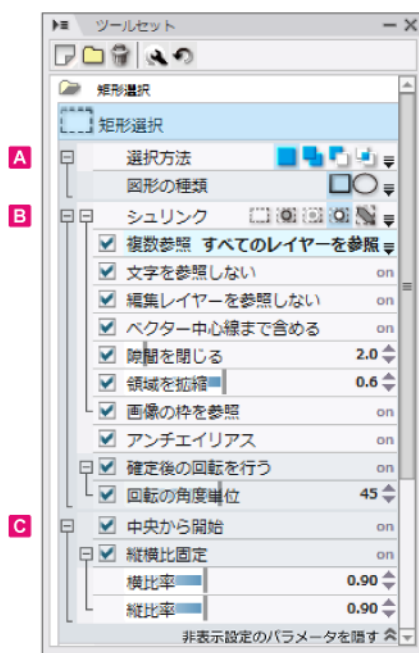 ツールセット
矩形選択
矩形選択
A 選択方法
図形の種類
B シュリンク
複数参照 すべてのレイヤーを参照
文字を参照しない on
編集レイヤーを参照しない on
ベクター中心線まで含める on
隙間を閉じる 2.0
領域を拡縮 0.6
画像の枠を参照 on
アンチエイリアス on
確定後の回転を行う on
回転の角度単位 45
C 中央から開始 on
縦横比固定 on
横比率 0.90
縦比率 0.90
非表示設定のパラメータを隠す